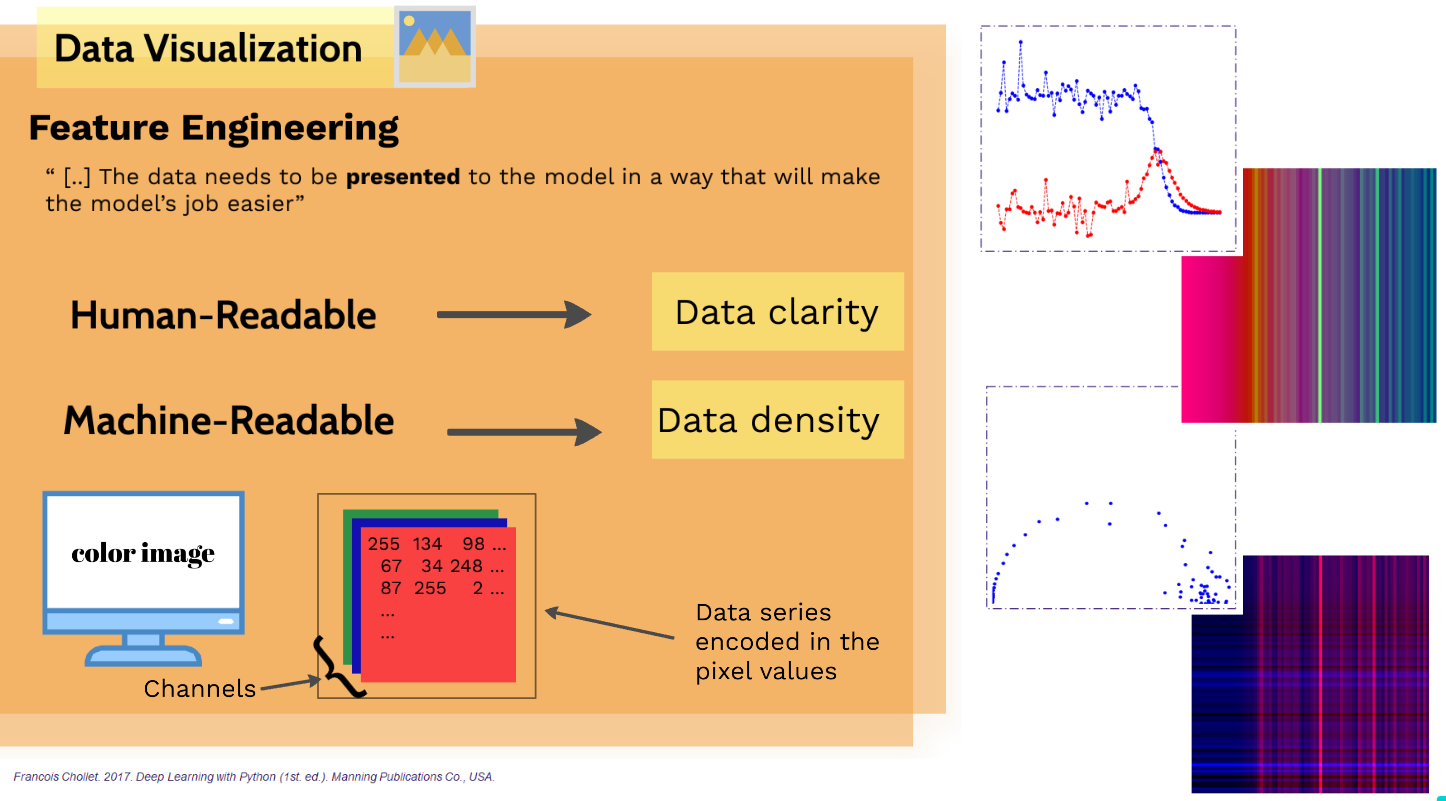 Data Visualization
Feature Engineering
“ [..] The data needs to be presented to the model in a way that will make
the model’s job easier”
Human-Readable
Data clarity
Machine-Readable
Data density
color image
255 134 98 ...
67 34 248 ...
87 255 2 ...
...
...
Data series
encoded in the
pixel values
Channels
Francois Chollet. 2017. Deep Learning with Python (1st. ed.). Manning Publications Co., USA.